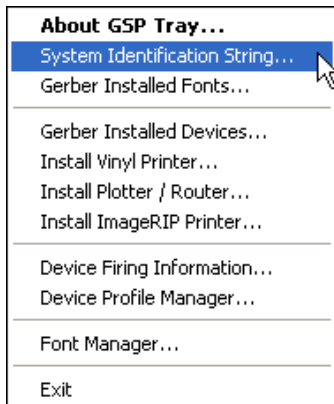 About GSP Tray...
System Identification String...
Gerber Installed Fonts...
Gerber Installed Devices...
Install Vinyl Printer...
Install Plotter / Router...
Install ImageRIP Printer...
Device Firing Information...
Device Profile Manager...
Font Manager...
Exit